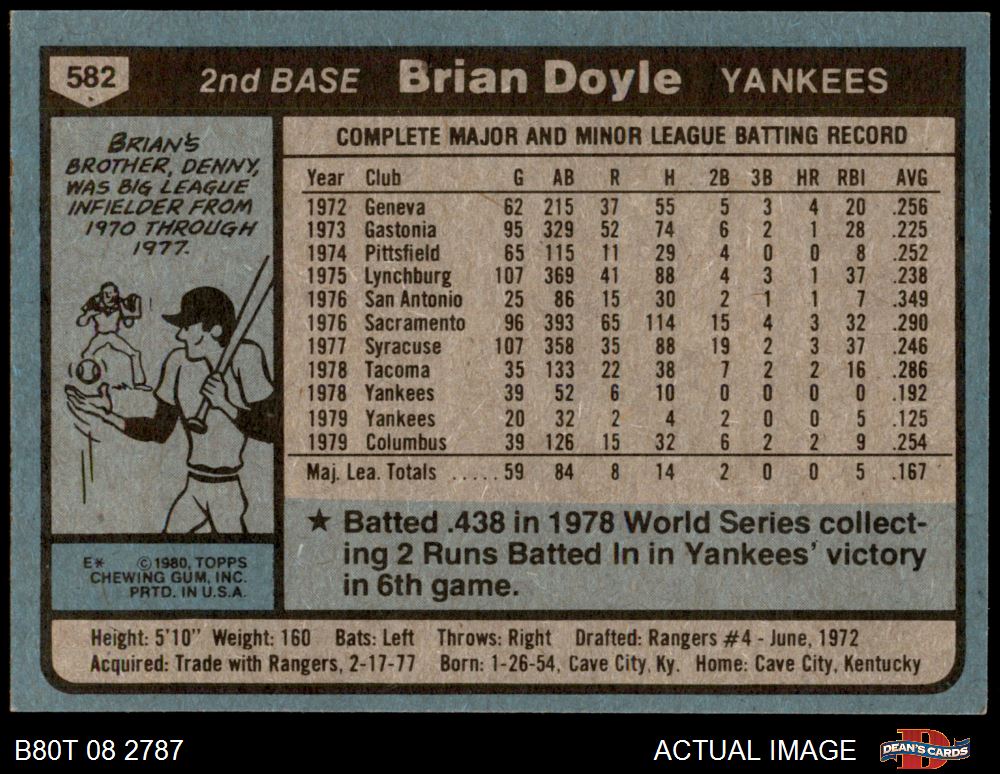 582 2nd BASE Brian Doyle YANKEES
BRIAN'S
BROTHER, DENNY,
WAS BIG LEAGUE
INFIELDER FROM
1970 THROUGH
1977.
COMPLETE MAJOR AND MINOR LEAGUE BATTING RECORD
Year Club G AB R H 2B 3B HR RBI AVG
1972 Geneva 62 215 37 55 5 3 4 20 .256
1973 Gastonia 95 329 52 74 6 2 1 28 .225
1974 Pittsfield 65 115 11 29 4 0 0 8 .252
1975 Lynchburg 107 369 41 88 4 3 1 37 .238
1976 San Antonio 25 86 15 30 2 1 1 7 .349
1976 Sacramento 96 393 65 114 15 4 3 32 .290
1977 Syracuse 107 358 35 88 19 2 3 37 .246
1978 Tacoma 35 133 22 38 7 2 2 16 .286
1978 Yankees 39 52 6 10 0 0 0 0 .192
1979 Yankees 20 32 2 4 2 0 0 5 .125
1979 Columbus 39 126 15 32 6 2 2 9 .254
Maj. Lea. Totals .....59 84 8 14 2 0 0 5 .167
★ Batted .438 in 1978 World Series collect-
ing 2 Runs Batted In in Yankees' victory
in 6th game.
E* ©1980, TOPPS
CHEWING GUM, INC.
PRTD. IN U.S.A.
Height: 5'10" Weight: 160 Bats: Left Throws: Right Drafted: Rangers #4 - June, 1972
Acquired: Trade with Rangers, 2-17-77 Born: 1-26-54, Cave City, Ky. Home: Cave City, Kentucky
B80T 08 2787 ACTUAL IMAGE DEAN'S CARDS